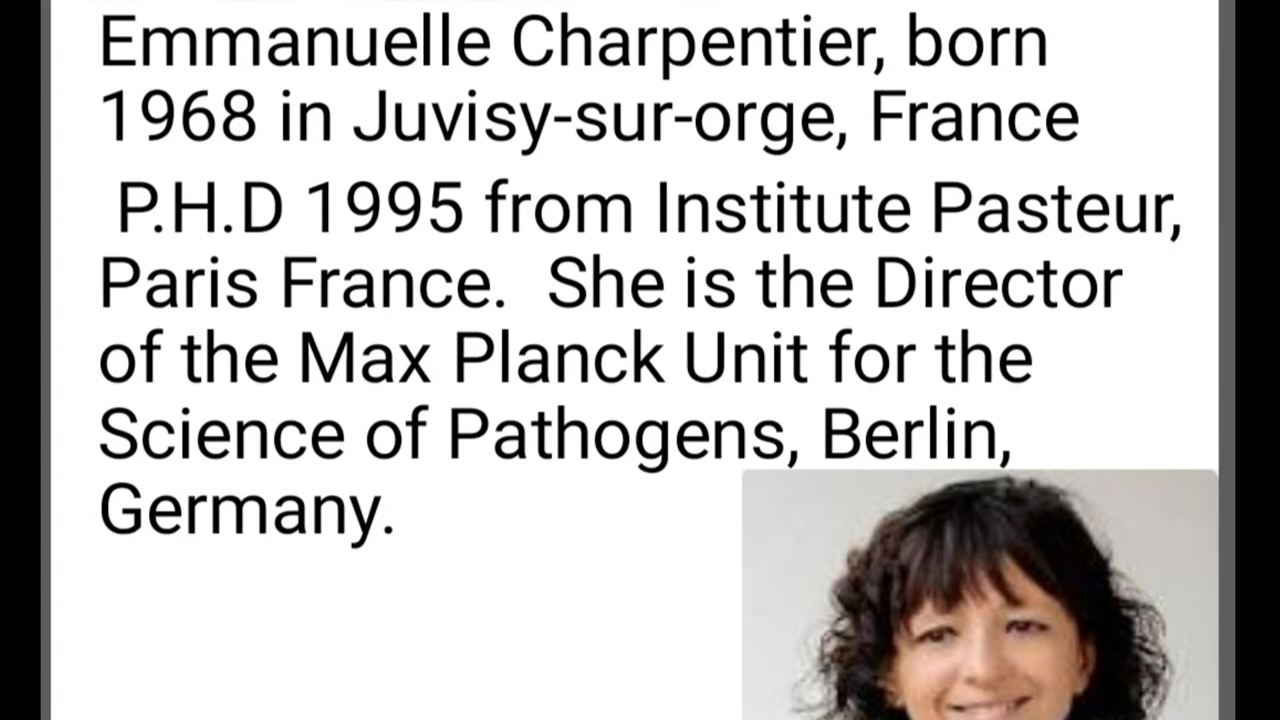 Emmanuelle Charpentier, born
1968 in Juvisy-sur-orge, France
P.H.D 1995 from Institute Pasteur,
Paris France.  She is the Director
of the Max Planck Unit for the
Science of Pathogens, Berlin,
Germany.